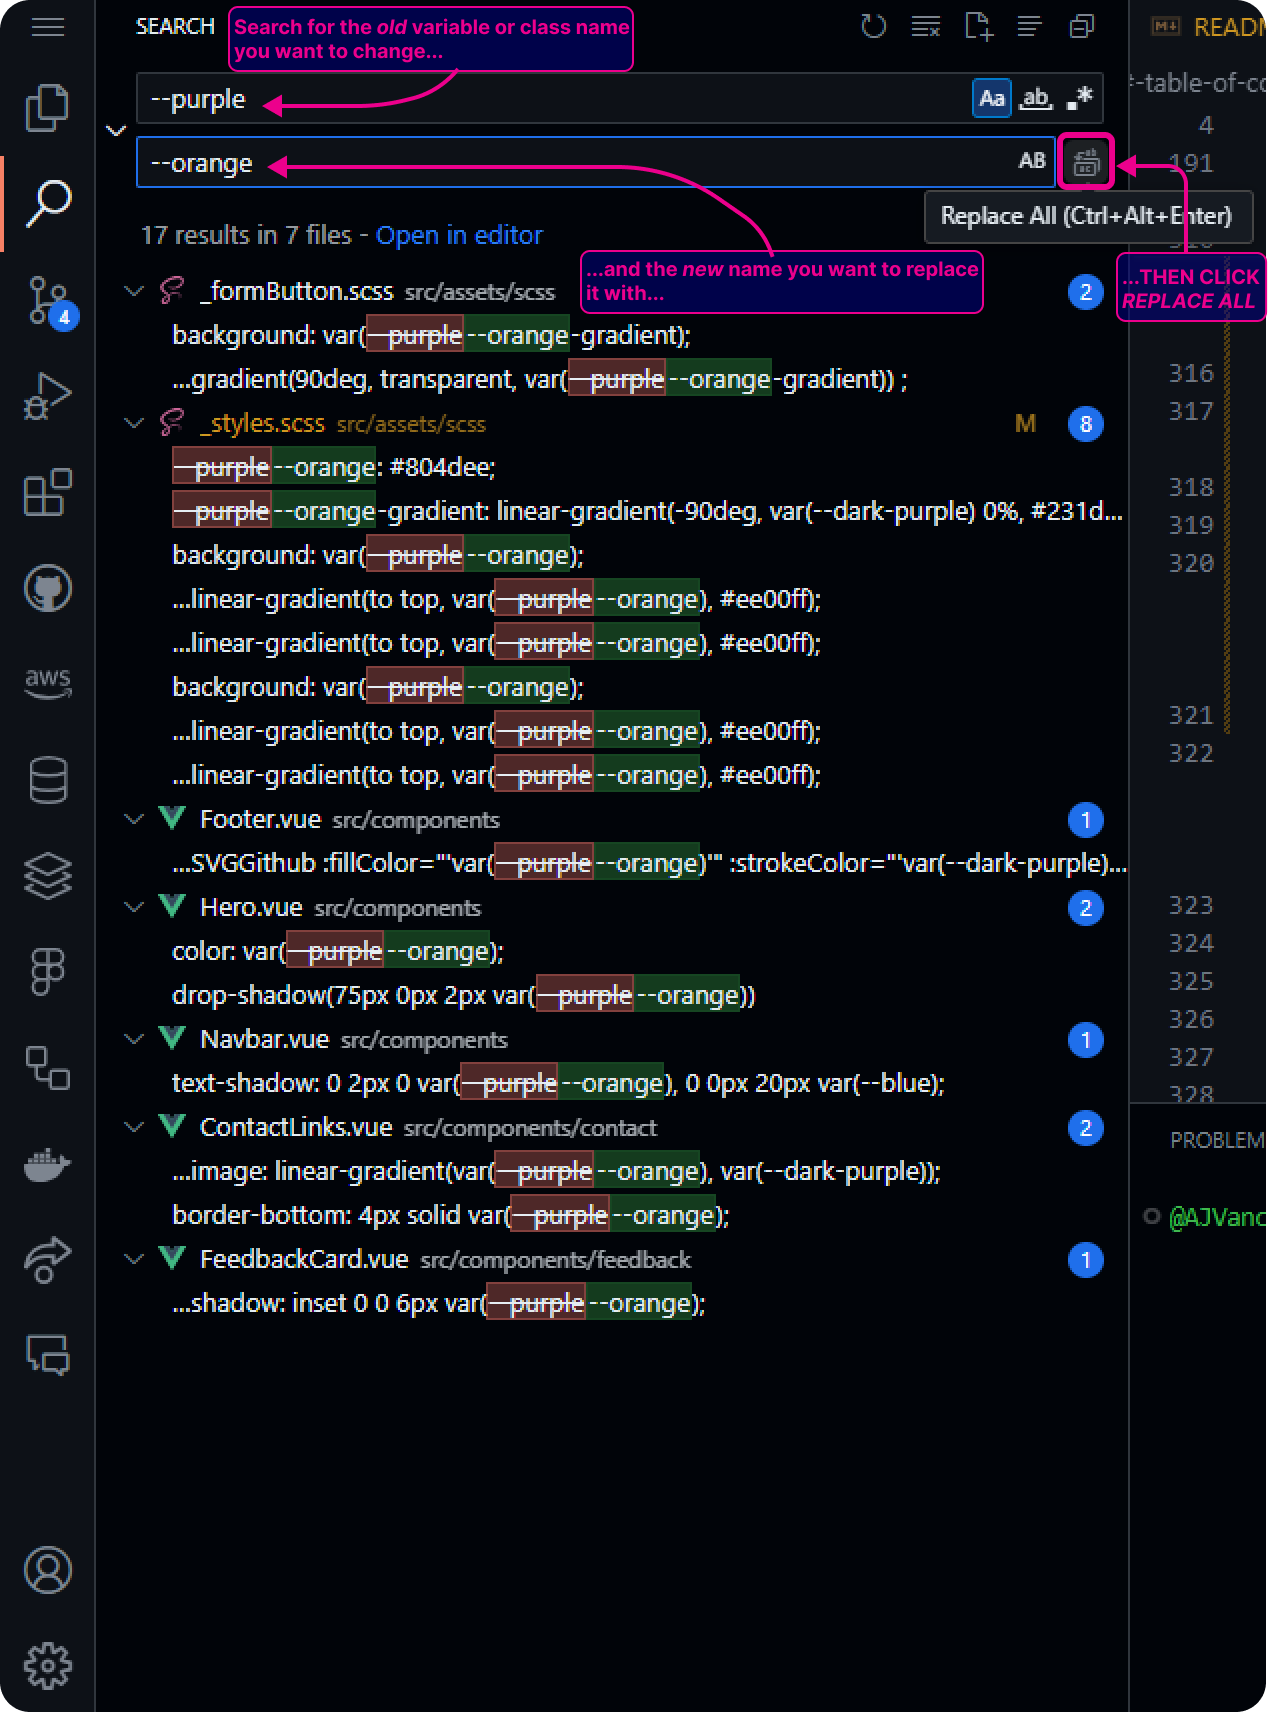 SEARCH
Search for the old variable or class name
you want to change...
README
--purple
Aa
ab
.*
-table-of-co
4
--orange
AB
191
Replace All (Ctrl+Alt+Enter)
17 results in 7 files - Open in editor
...and the new name you want to replace
it with...
...THEN CLICK
REPLACE ALL
_formButton.scss src/assets/scss
2
4
background: var(--purple--orange-gradient);
...gradient(90deg, transparent, var(--purple--orange-gradient)) ;
316
317
_styles.scss src/assets/scss
M
8
--purple--orange: #804dee;
318
--purple--orange-gradient: linear-gradient(-90deg, var(--dark-purple) 0%, #231d...
319
background: var(--purple--orange);
320
...linear-gradient(to top, var(--purple--orange), #ee00ff);
...linear-gradient(to top, var(--purple--orange), #ee00ff);
aws
background: var(--purple--orange);
321
...linear-gradient(to top, var(--purple--orange), #ee00ff);
322
...linear-gradient(to top, var(--purple--orange), #ee00ff);
Footer.vue src/components
1
...SVGGithub :fillColor="'var(--purple--orange)'" :strokeColor="'var(--dark-purple)...
Hero.vue src/components
2
323
color: var(--purple--orange);
324
drop-shadow(75px 0px 2px var(--purple--orange))
325
326
Navbar.vue src/components
1
327
text-shadow: 0 2px 0 var(--purple--orange), 0 0px 20px var(--blue);
328
ContactLinks.vue src/components/contact
2
PROBLEM
...image: linear-gradient(var(--purple--orange), var(--dark-purple));
border-bottom: 4px solid var(--purple--orange);
@AJVanc
FeedbackCard.vue src/components/feedback
1
...shadow: inset 0 0 6px var(--purple--orange);